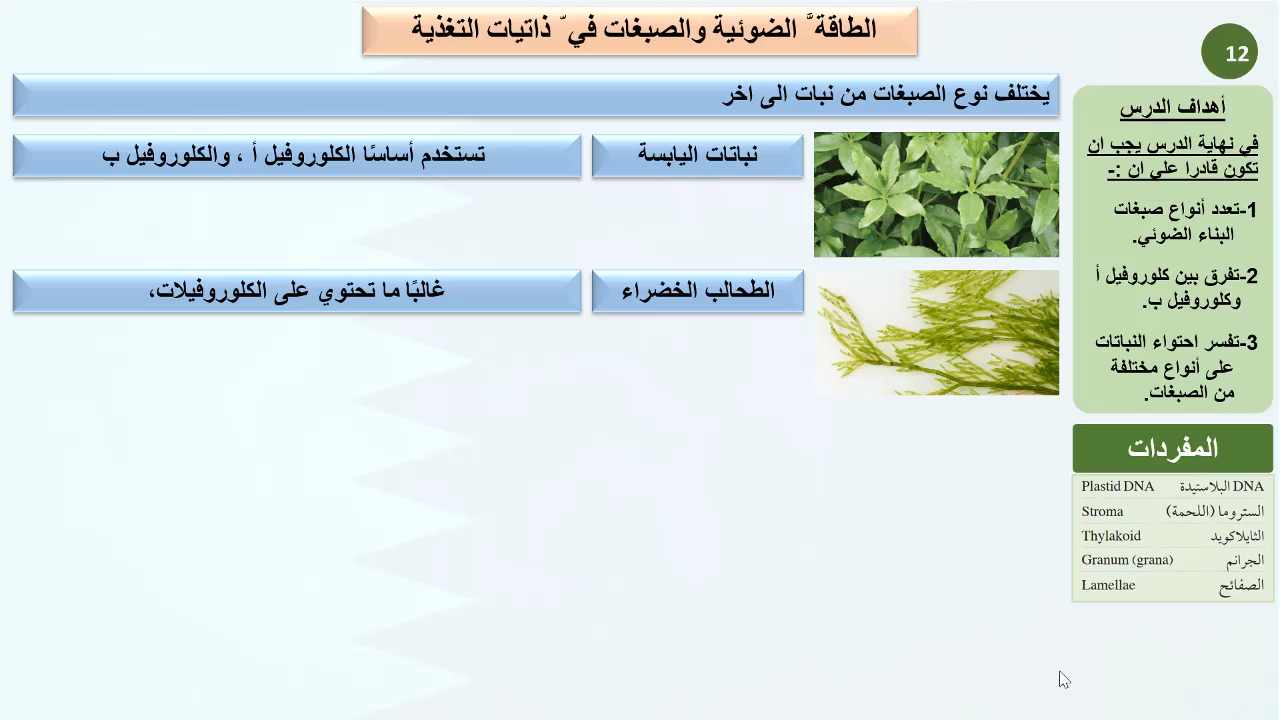 الطاقة َّ الضوئية والصبغات في ّ ذاتيات التغذية
12
يختلف نوع الصبغات من نبات الى اخر
نباتات اليابسة
تستخدم أساسًا الكلوروفيل أ ، والكلوروفيل ب
الطحالب الخضراء
غالبًا ما تحتوي على الكلوروفيلات،
أهداف الدرس
في نهاية الدرس يجب ان
تكون قادرا على ان :-
1-تعدد أنواع صبغات
البناء الضوئي.
2-تفرق بين كلوروفيل أ
وكلوروفيل ب.
3-تفسر احتواء النباتات
على أنواع مختلفة
من الصبغات.
المفردات
DNA البلاستيدة Plastid DNA
الستروما (اللحمة) Stroma
الثايلاكويد Thylakoid
الجرانم Granum (grana)
الصفائح Lamellae